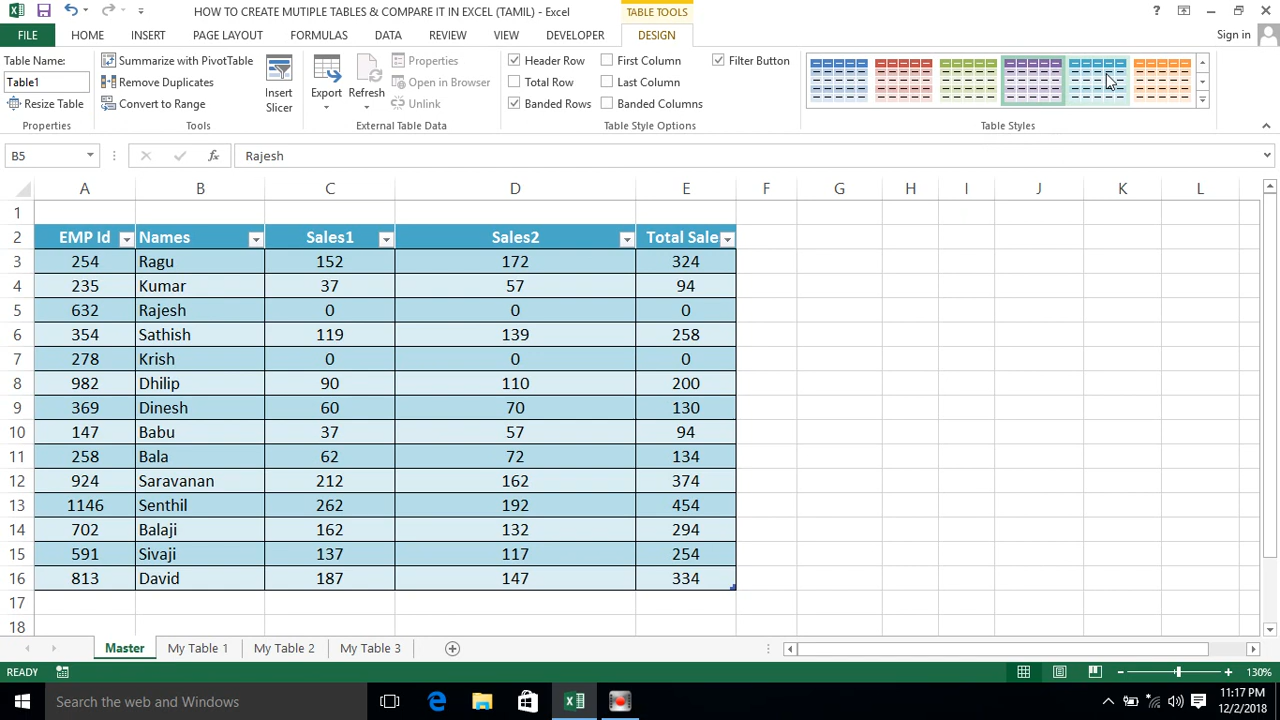 HOW TO CREATE MUTIPLE TABLES & COMPARE IT IN EXCEL (TAMIL) - Excel
TABLE TOOLS
?
FILE HOME INSERT PAGE LAYOUT FORMULAS DATA REVIEW VIEW DEVELOPER DESIGN Sign in
Table Name:
Table1
Resize Table
Properties
Summarize with PivotTable
Remove Duplicates
Convert to Range
Insert
Slicer
Tools
Export Refresh
Properties
Open in Browser
Unlink
External Table Data
Header Row First Column Filter Button
Total Row Last Column
Banded Rows Banded Columns
Table Style Options
Table Styles
B5 fx Rajesh
A B C D E F G H I J K L
1
2 EMP Id Names Sales1 Sales2 Total Sale
3 254 Ragu 152 172 324
4 235 Kumar 37 57 94
5 632 Rajesh 0 0 0
6 354 Sathish 119 139 258
7 278 Krish 0 0 0
8 982 Dhilip 90 110 200
9 369 Dinesh 60 70 130
10 147 Babu 37 57 94
11 258 Bala 62 72 134
12 924 Saravanan 212 162 374
13 1146 Senthil 262 192 454
14 702 Balaji 162 132 294
15 591 Sivaji 137 117 254
16 813 David 187 147 334
17
18
Master My Table 1 My Table 2 My Table 3
READY 130%
Search the web and Windows
11:17 PM
12/2/2018